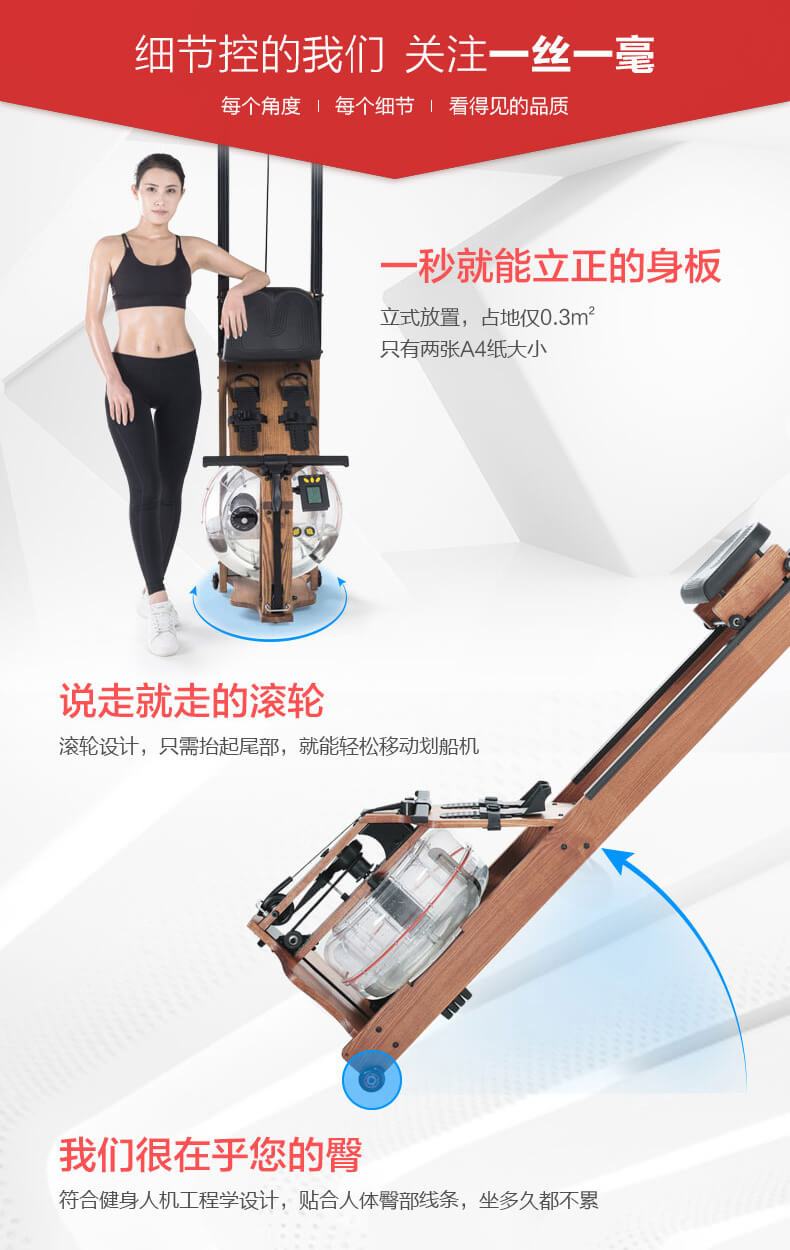 细节控的我们 关注一丝一毫
每个角度 | 每个细节 | 看得见的品质
一秒就能立正的身板
立式放置，占地仅0.3m²
只有两张A4纸大小
说走就走的滚轮
滚轮设计，只需抬起尾部，就能轻松移动划船机
我们很在乎您的臀
符合健身人机工程学设计，贴合人体臀部线条，坐多久都不累